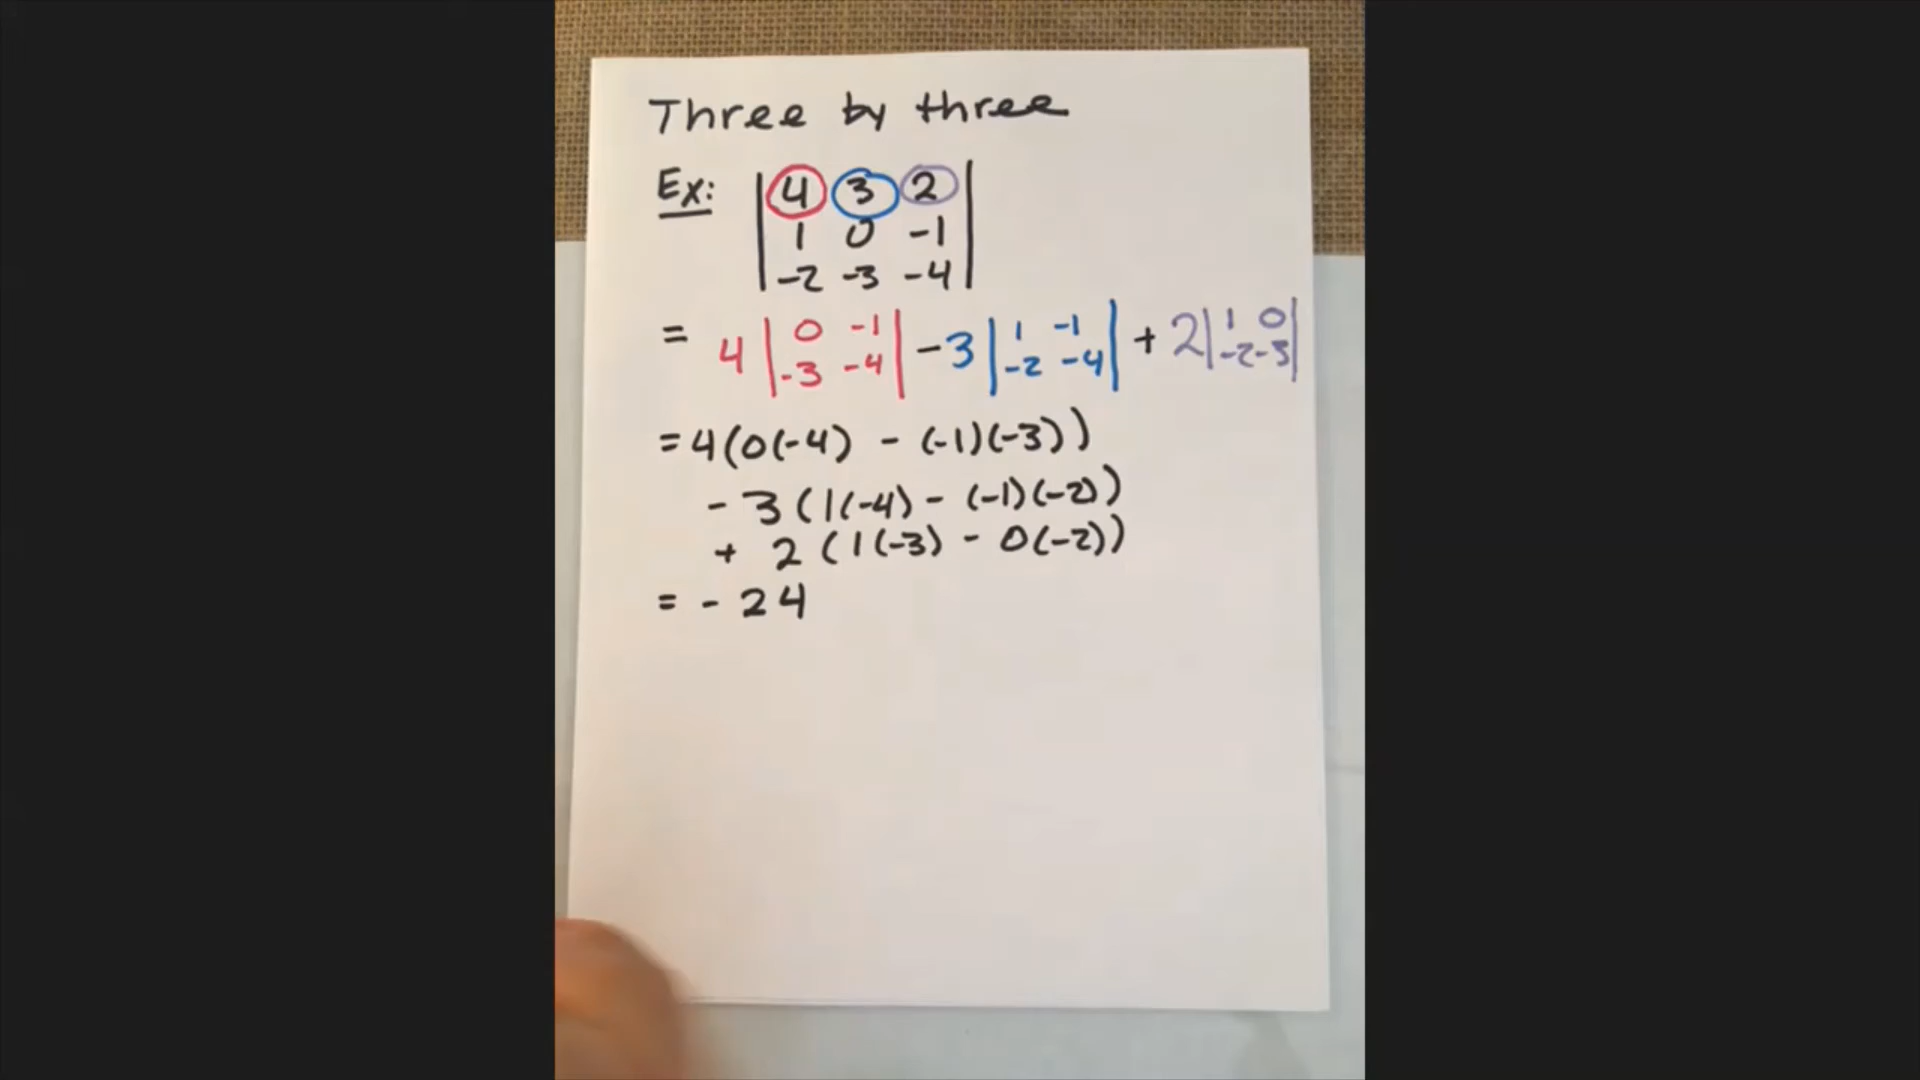 Three by three
Ex: | 4 3 2 |
| 1 0 -1 |
| -2 -3 -4 |
= 4 | 0 -1 | - 3 | 1 -1 | + 2 | 1 0 |
| -3 -4 | | -2 -4 | | -2 -3 |
= 4 (0(-4) - (-1)(-3))
- 3 (1(-4) - (-1)(-2))
+ 2 (1(-3) - 0(-2))
= - 24